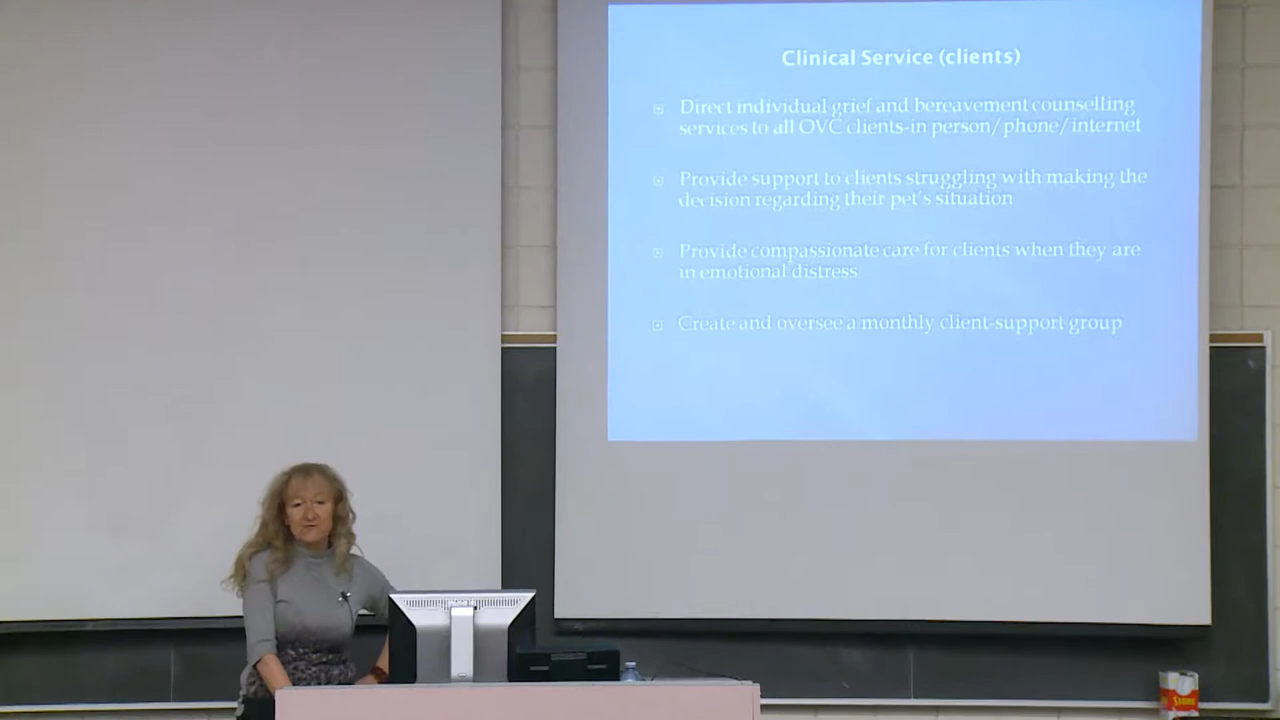 Clinical Service (clients)
Direct individual grief and bereavement counselling
services to all OVC clients-in person/phone/internet
Provide support to clients struggling with making the
decision regarding their pet's situation
Provide compassionate care for clients when they are
in emotional distress
Create and oversee a monthly client-support group